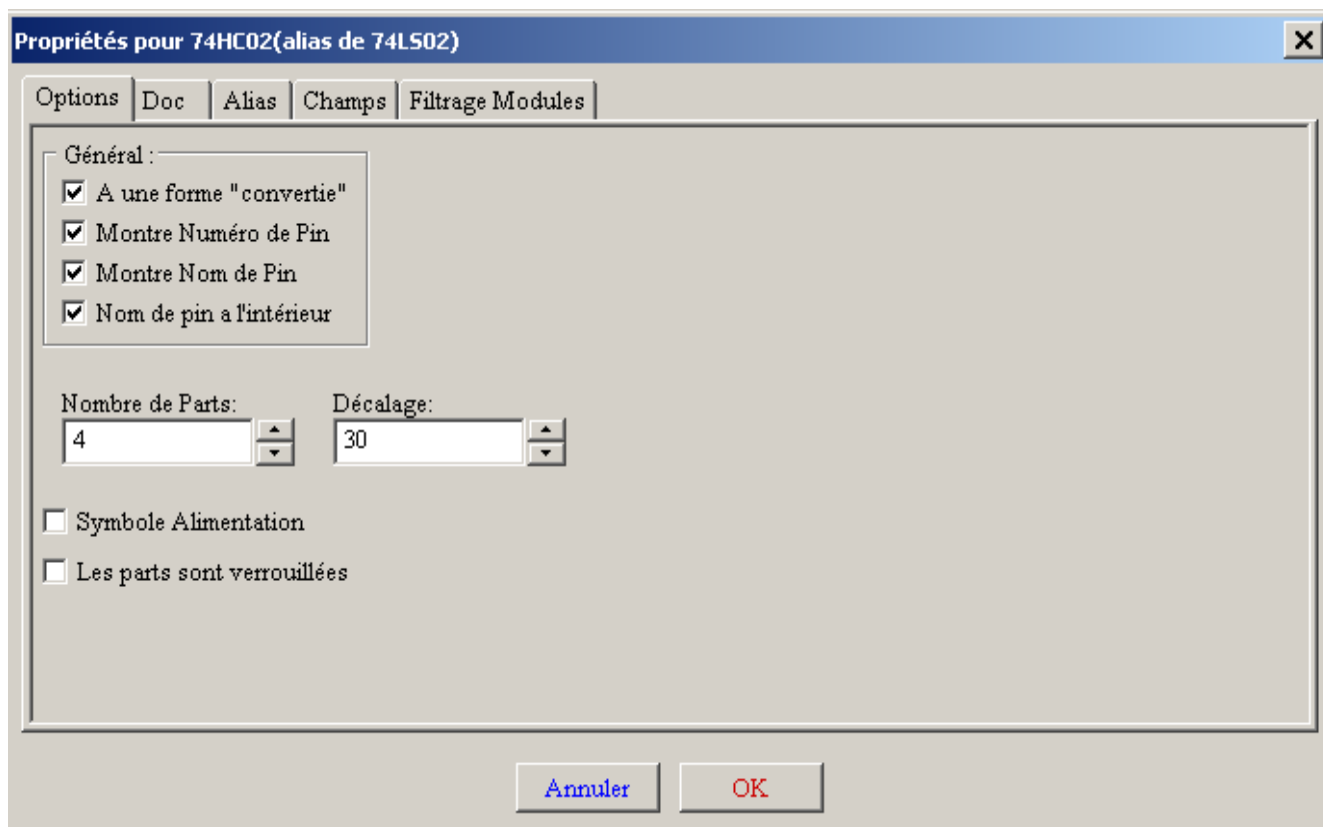 Propriétés pour 74HC02(alias de 74LS02)
Options Doc Alias Champs Filtrage Modules
Général :
A une forme "convertie"
Montre Numéro de Pin
Montre Nom de Pin
Nom de pin a l'intérieur
Nombre de Parts: Décalage:
4 30
Symbole Alimentation
Les parts sont verrouillées
Annuler OK